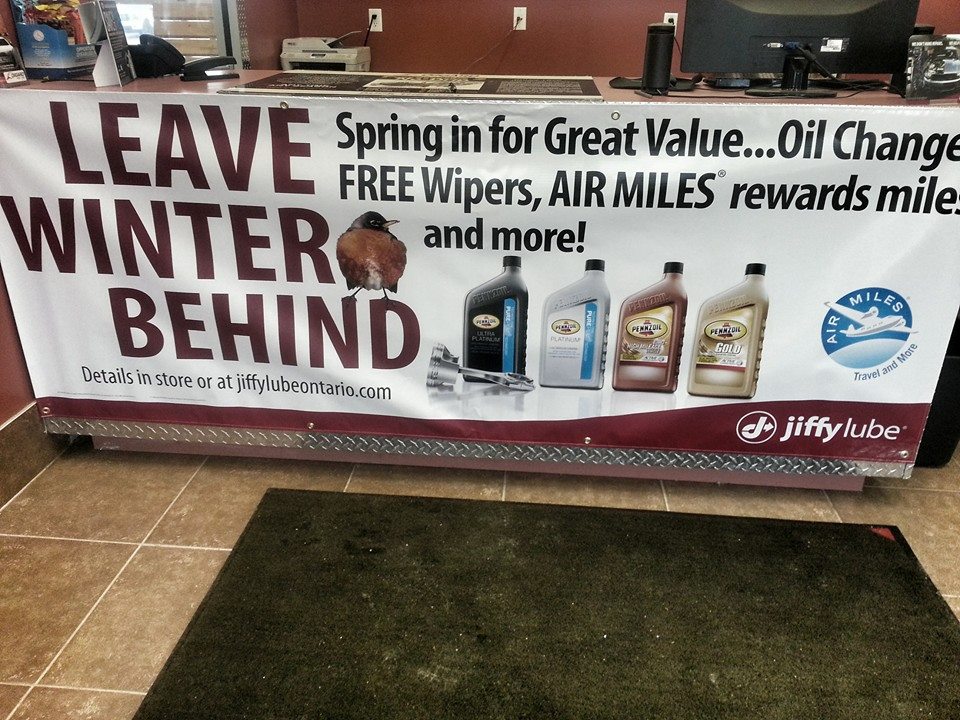 LEAVE
WINTER
BEHIND
Spring in for Great Value...Oil Change
FREE Wipers, AIR MILES® rewards miles
and more!
Details in store or at jiffylubeontario.com
PENNZOIL
ULTRA
PLATINUM
PURE
PENNZOIL
PLATINUM
PURE
PENNZOIL
PENNZOIL
GOLD
AIR MILES
Travel and More
jiffy lube